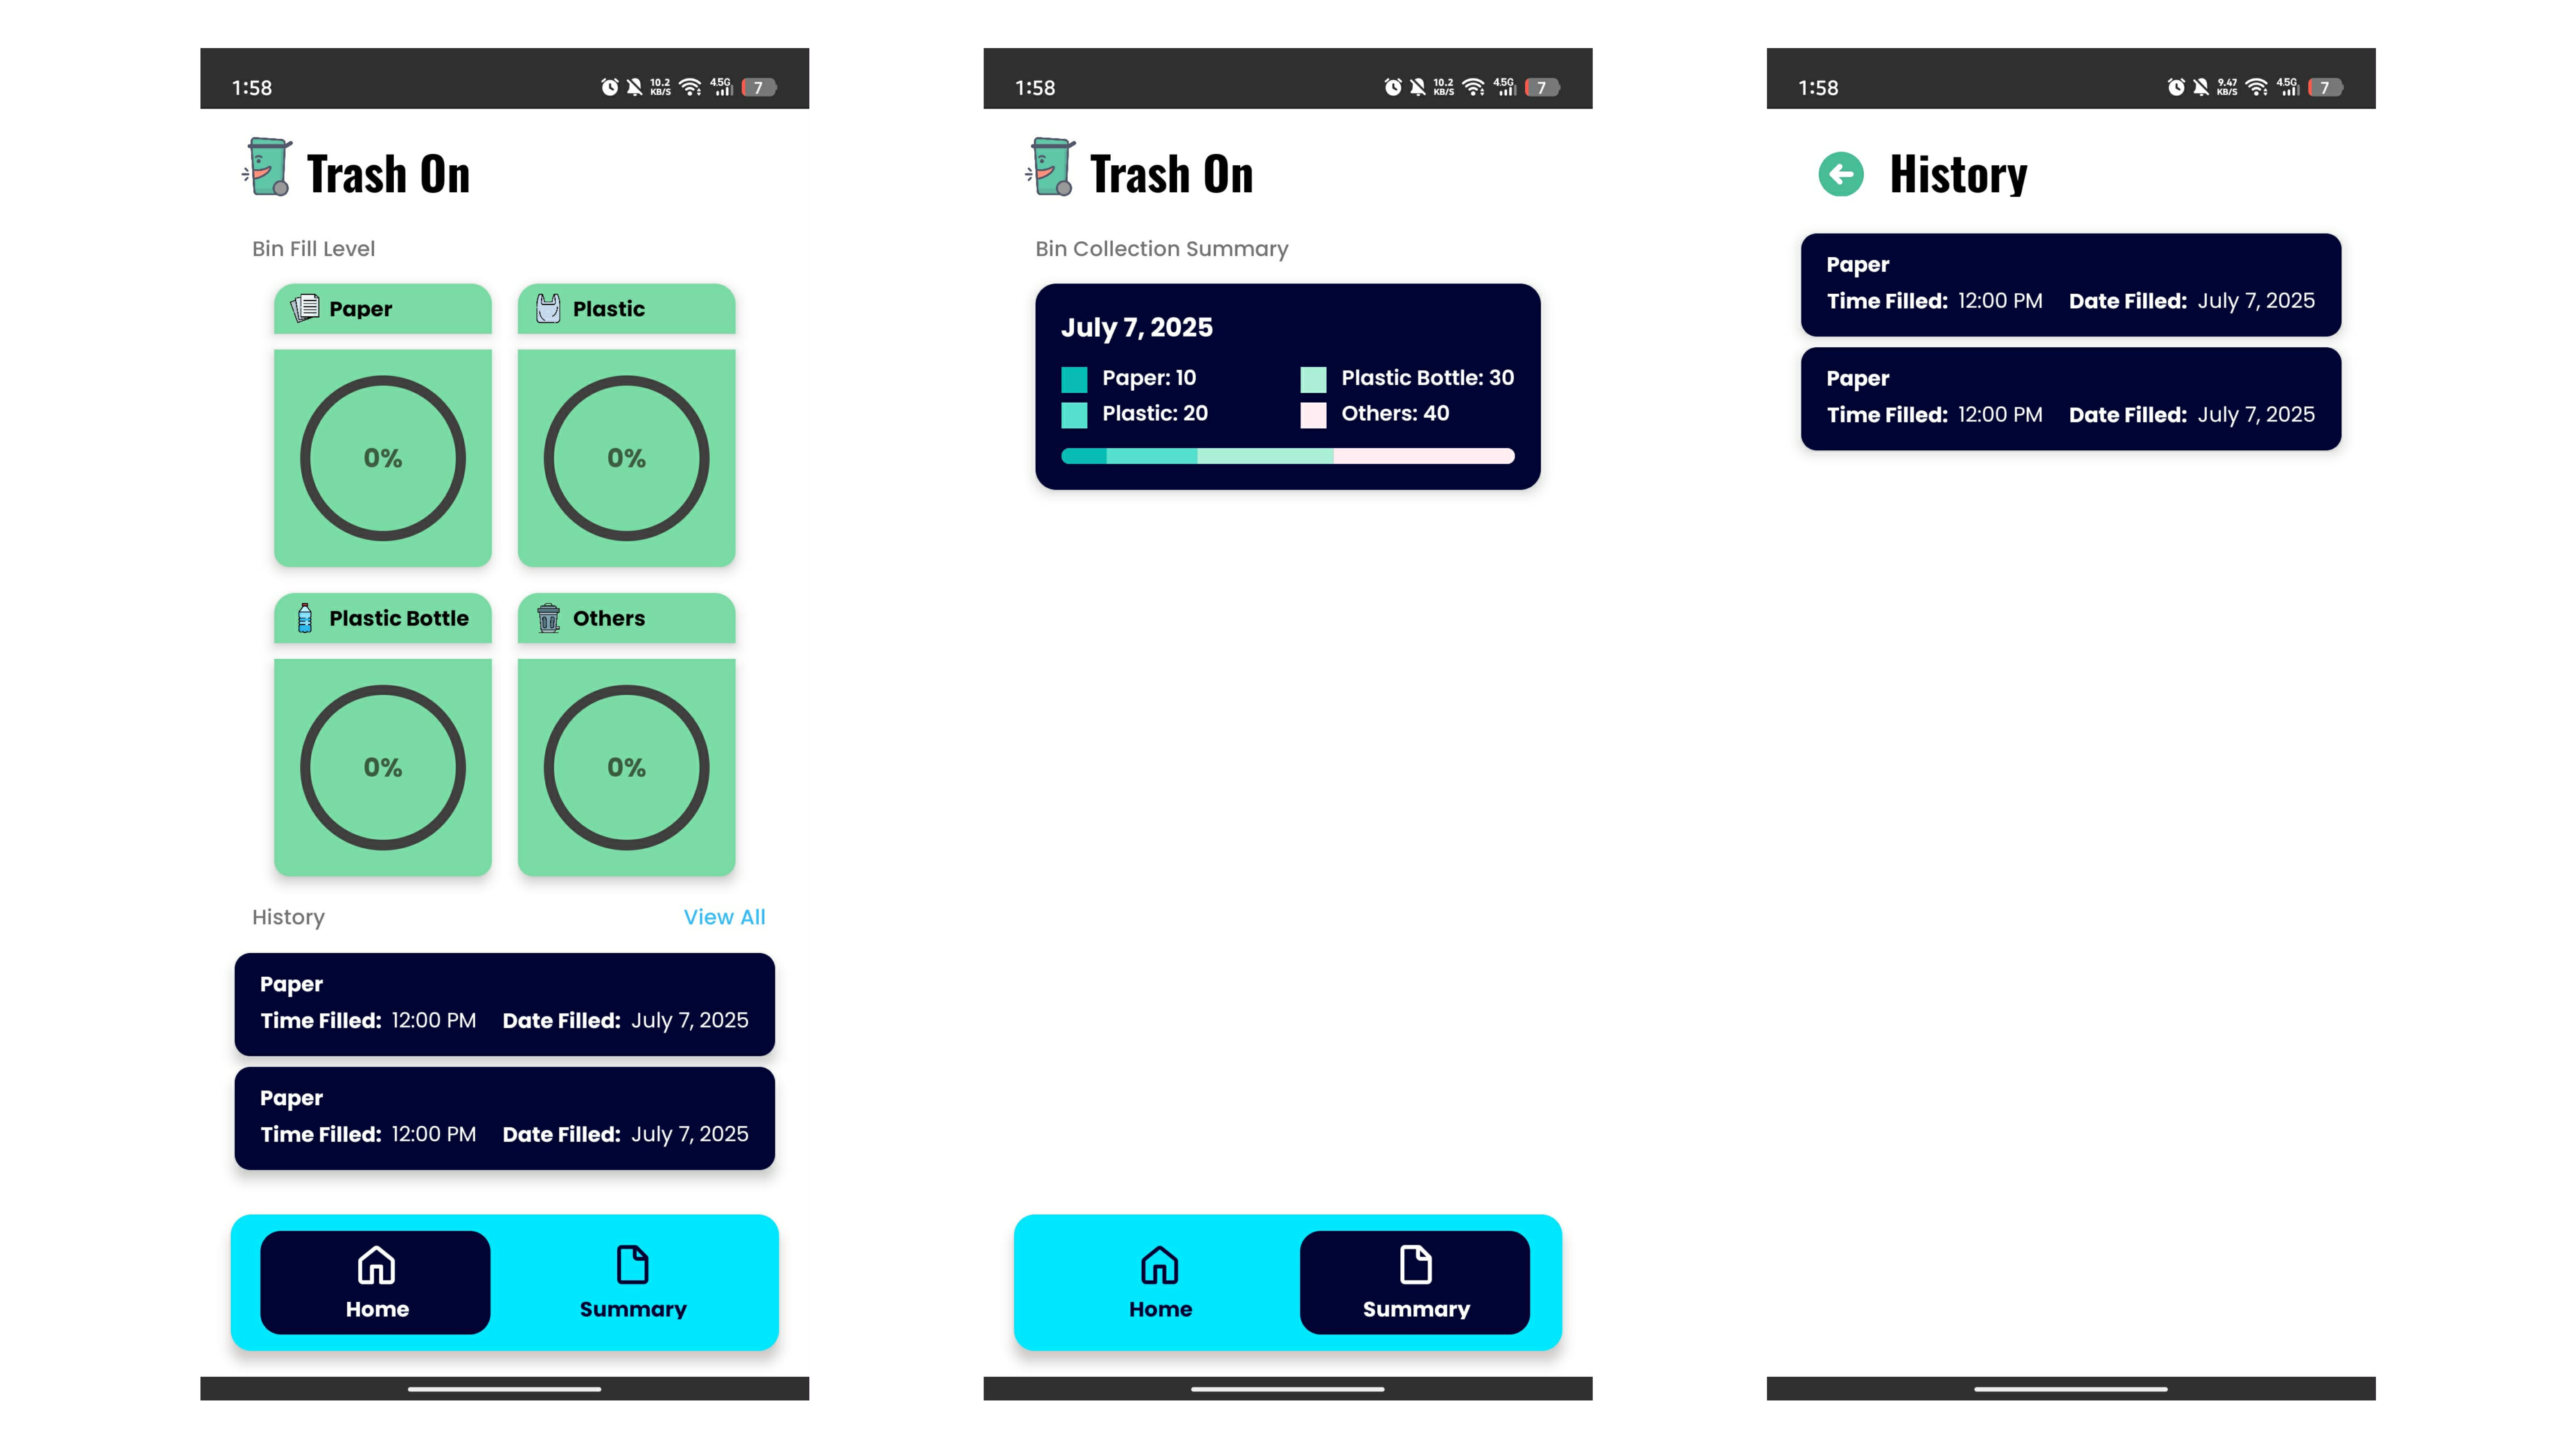 1:58
10.2
KB/S
4.5G
7
Trash On
Bin Fill Level
Paper
Plastic
0%
0%
Plastic Bottle
Others
0%
0%
History
View All
Paper
Time Filled: 12:00 PM Date Filled: July 7, 2025
Paper
Time Filled: 12:00 PM Date Filled: July 7, 2025
Home
Summary
1:58
10.2
KB/S
4.5G
7
Trash On
Bin Collection Summary
July 7, 2025
Paper: 10
Plastic Bottle: 30
Plastic: 20
Others: 40
Home
Summary
1:58
9.47
KB/S
4.5G
7
History
Paper
Time Filled: 12:00 PM Date Filled: July 7, 2025
Paper
Time Filled: 12:00 PM Date Filled: July 7, 2025